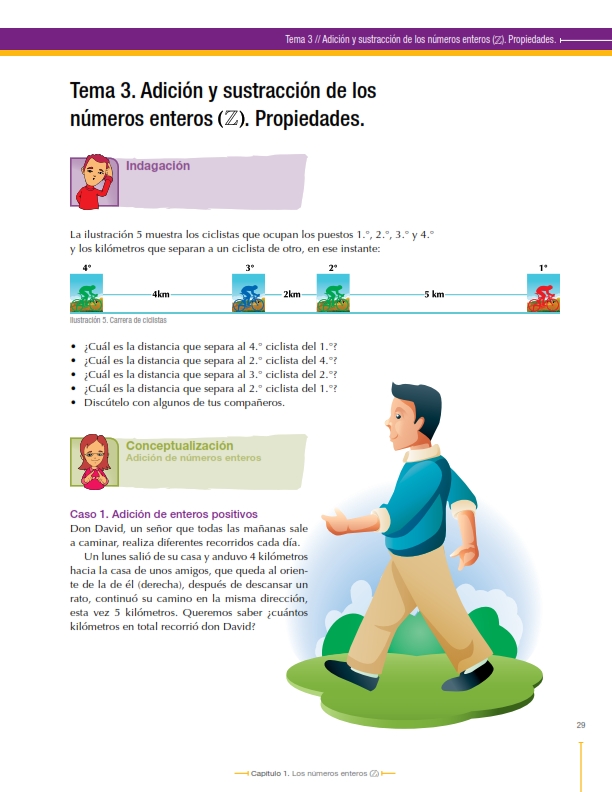 Tema 3 // Adición y sustracción de los números enteros (ℤ). Propiedades.
Tema 3. Adición y sustracción de los
números enteros (ℤ). Propiedades.
Indagación
La ilustración 5 muestra los ciclistas que ocupan los puestos 1.°, 2.°, 3.° y 4.°
y los kilómetros que separan a un ciclista de otro, en ese instante:
4° 3° 2° 1°
4km 2km 5 km
Ilustración 5. Carrera de ciclistas
• ¿Cuál es la distancia que separa al 4.° ciclista del 1.°?
• ¿Cuál es la distancia que separa al 2.° ciclista del 4.°?
• ¿Cuál es la distancia que separa al 3.° ciclista del 2.°?
• ¿Cuál es la distancia que separa al 2.° ciclista del 1.°?
• Discútelo con algunos de tus compañeros.
Conceptualización
Adición de números enteros
Caso 1. Adición de enteros positivos
Don David, un señor que todas las mañanas sale
a caminar, realiza diferentes recorridos cada día.
Un lunes salió de su casa y anduvo 4 kilómetros
hacia la casa de unos amigos, que queda al orien-
te de la de él (derecha), después de descansar un
rato, continuó su camino en la misma dirección,
esta vez 5 kilómetros. Queremos saber ¿cuántos
kilómetros en total recorrió don David?
29
Capítulo 1. Los números enteros (ℤ)